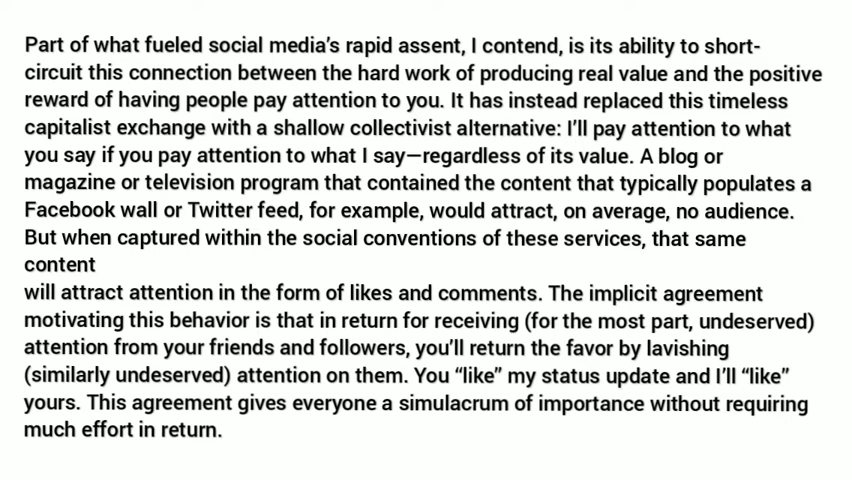 Part of what fueled social media’s rapid assent, I contend, is its ability to short-
circuit this connection between the hard work of producing real value and the positive
reward of having people pay attention to you. It has instead replaced this timeless
capitalist exchange with a shallow collectivist alternative: I’ll pay attention to what
you say if you pay attention to what I say—regardless of its value. A blog or
magazine or television program that contained the content that typically populates a
Facebook wall or Twitter feed, for example, would attract, on average, no audience.
But when captured within the social conventions of these services, that same
content
will attract attention in the form of likes and comments. The implicit agreement
motivating this behavior is that in return for receiving (for the most part, undeserved)
attention from your friends and followers, you’ll return the favor by lavishing
(similarly undeserved) attention on them. You “like” my status update and I’ll “like”
yours. This agreement gives everyone a simulacrum of importance without requiring
much effort in return.